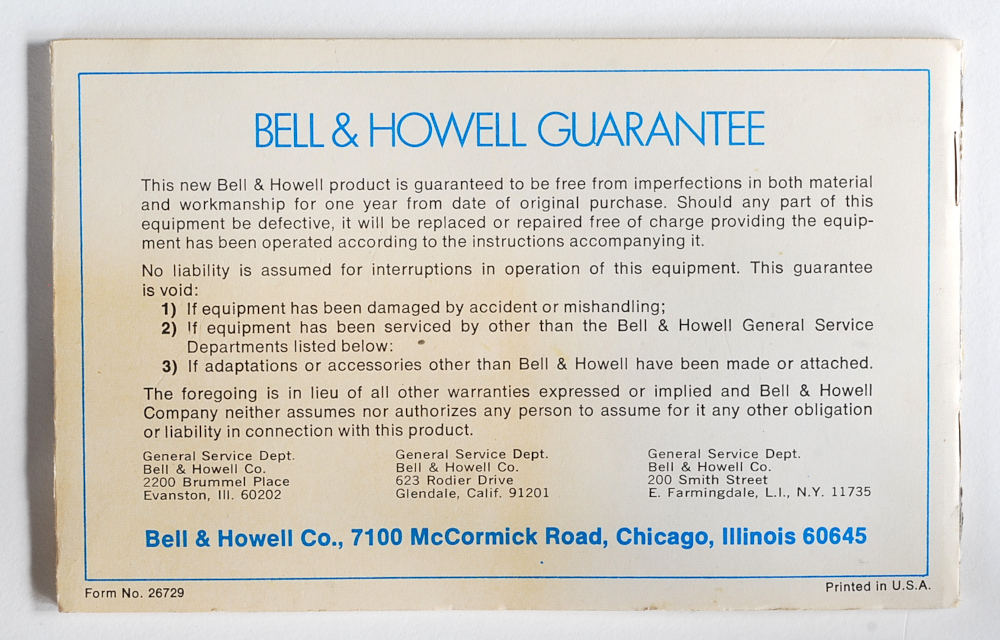 BELL & HOWELL GUARANTEE
This new Bell & Howell product is guaranteed to be free from imperfections in both material
and workmanship for one year from date of original purchase. Should any part of this
equipment be defective, it will be replaced or repaired free of charge providing the equip-
ment has been operated according to the instructions accompanying it.
No liability is assumed for interruptions in operation of this equipment. This guarantee
is void:
1) If equipment has been damaged by accident or mishandling;
2) If equipment has been serviced by other than the Bell & Howell General Service
Departments listed below:
3) If adaptations or accessories other than Bell & Howell have been made or attached.
The foregoing is in lieu of all other warranties expressed or implied and Bell & Howell
Company neither assumes nor authorizes any person to assume for it any other obligation
or liability in connection with this product.
General Service Dept.
Bell & Howell Co.
2200 Brummel Place
Evanston, Ill. 60202
General Service Dept.
Bell & Howell Co.
623 Rodier Drive
Glendale, Calif. 91201
General Service Dept.
Bell & Howell Co.
200 Smith Street
E. Farmingdale, L.I., N.Y. 11735
Bell & Howell Co., 7100 McCormick Road, Chicago, Illinois 60645
Form No. 26729
Printed in U.S.A.